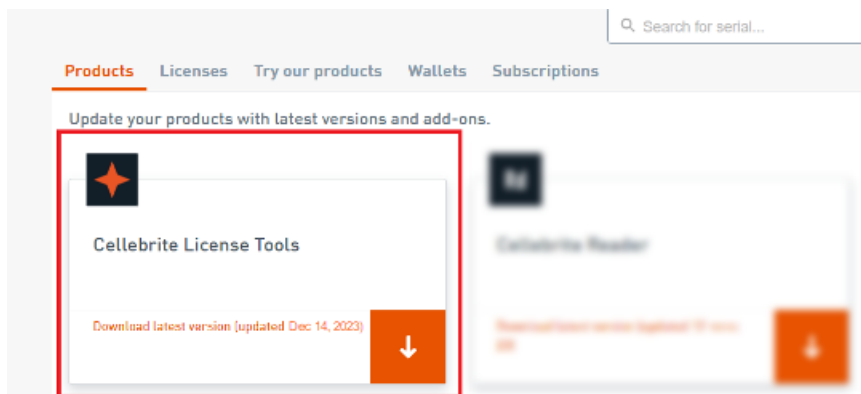 Search for serial...
Products Licenses Try our products Wallets Subscriptions
Update your products with latest versions and add-ons.
Cellebrite License Tools
Cellebrite Reader
Download latest version (updated Dec 14, 2023)